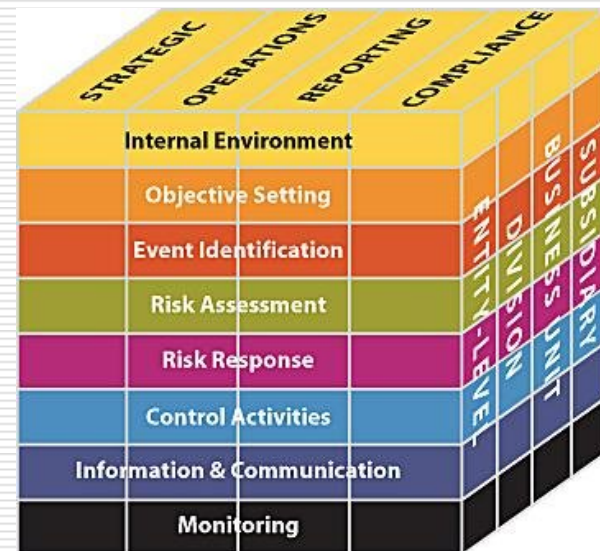 STRATEGIC
OPERATIONS
REPORTING
COMPLIANCE
Internal Environment
Objective Setting
Event Identification
Risk Assessment
Risk Response
Control Activities
Information & Communication
Monitoring
ENTITY-LEVEL
DIVISION
BUSINESS UNIT
SUBSIDIARY